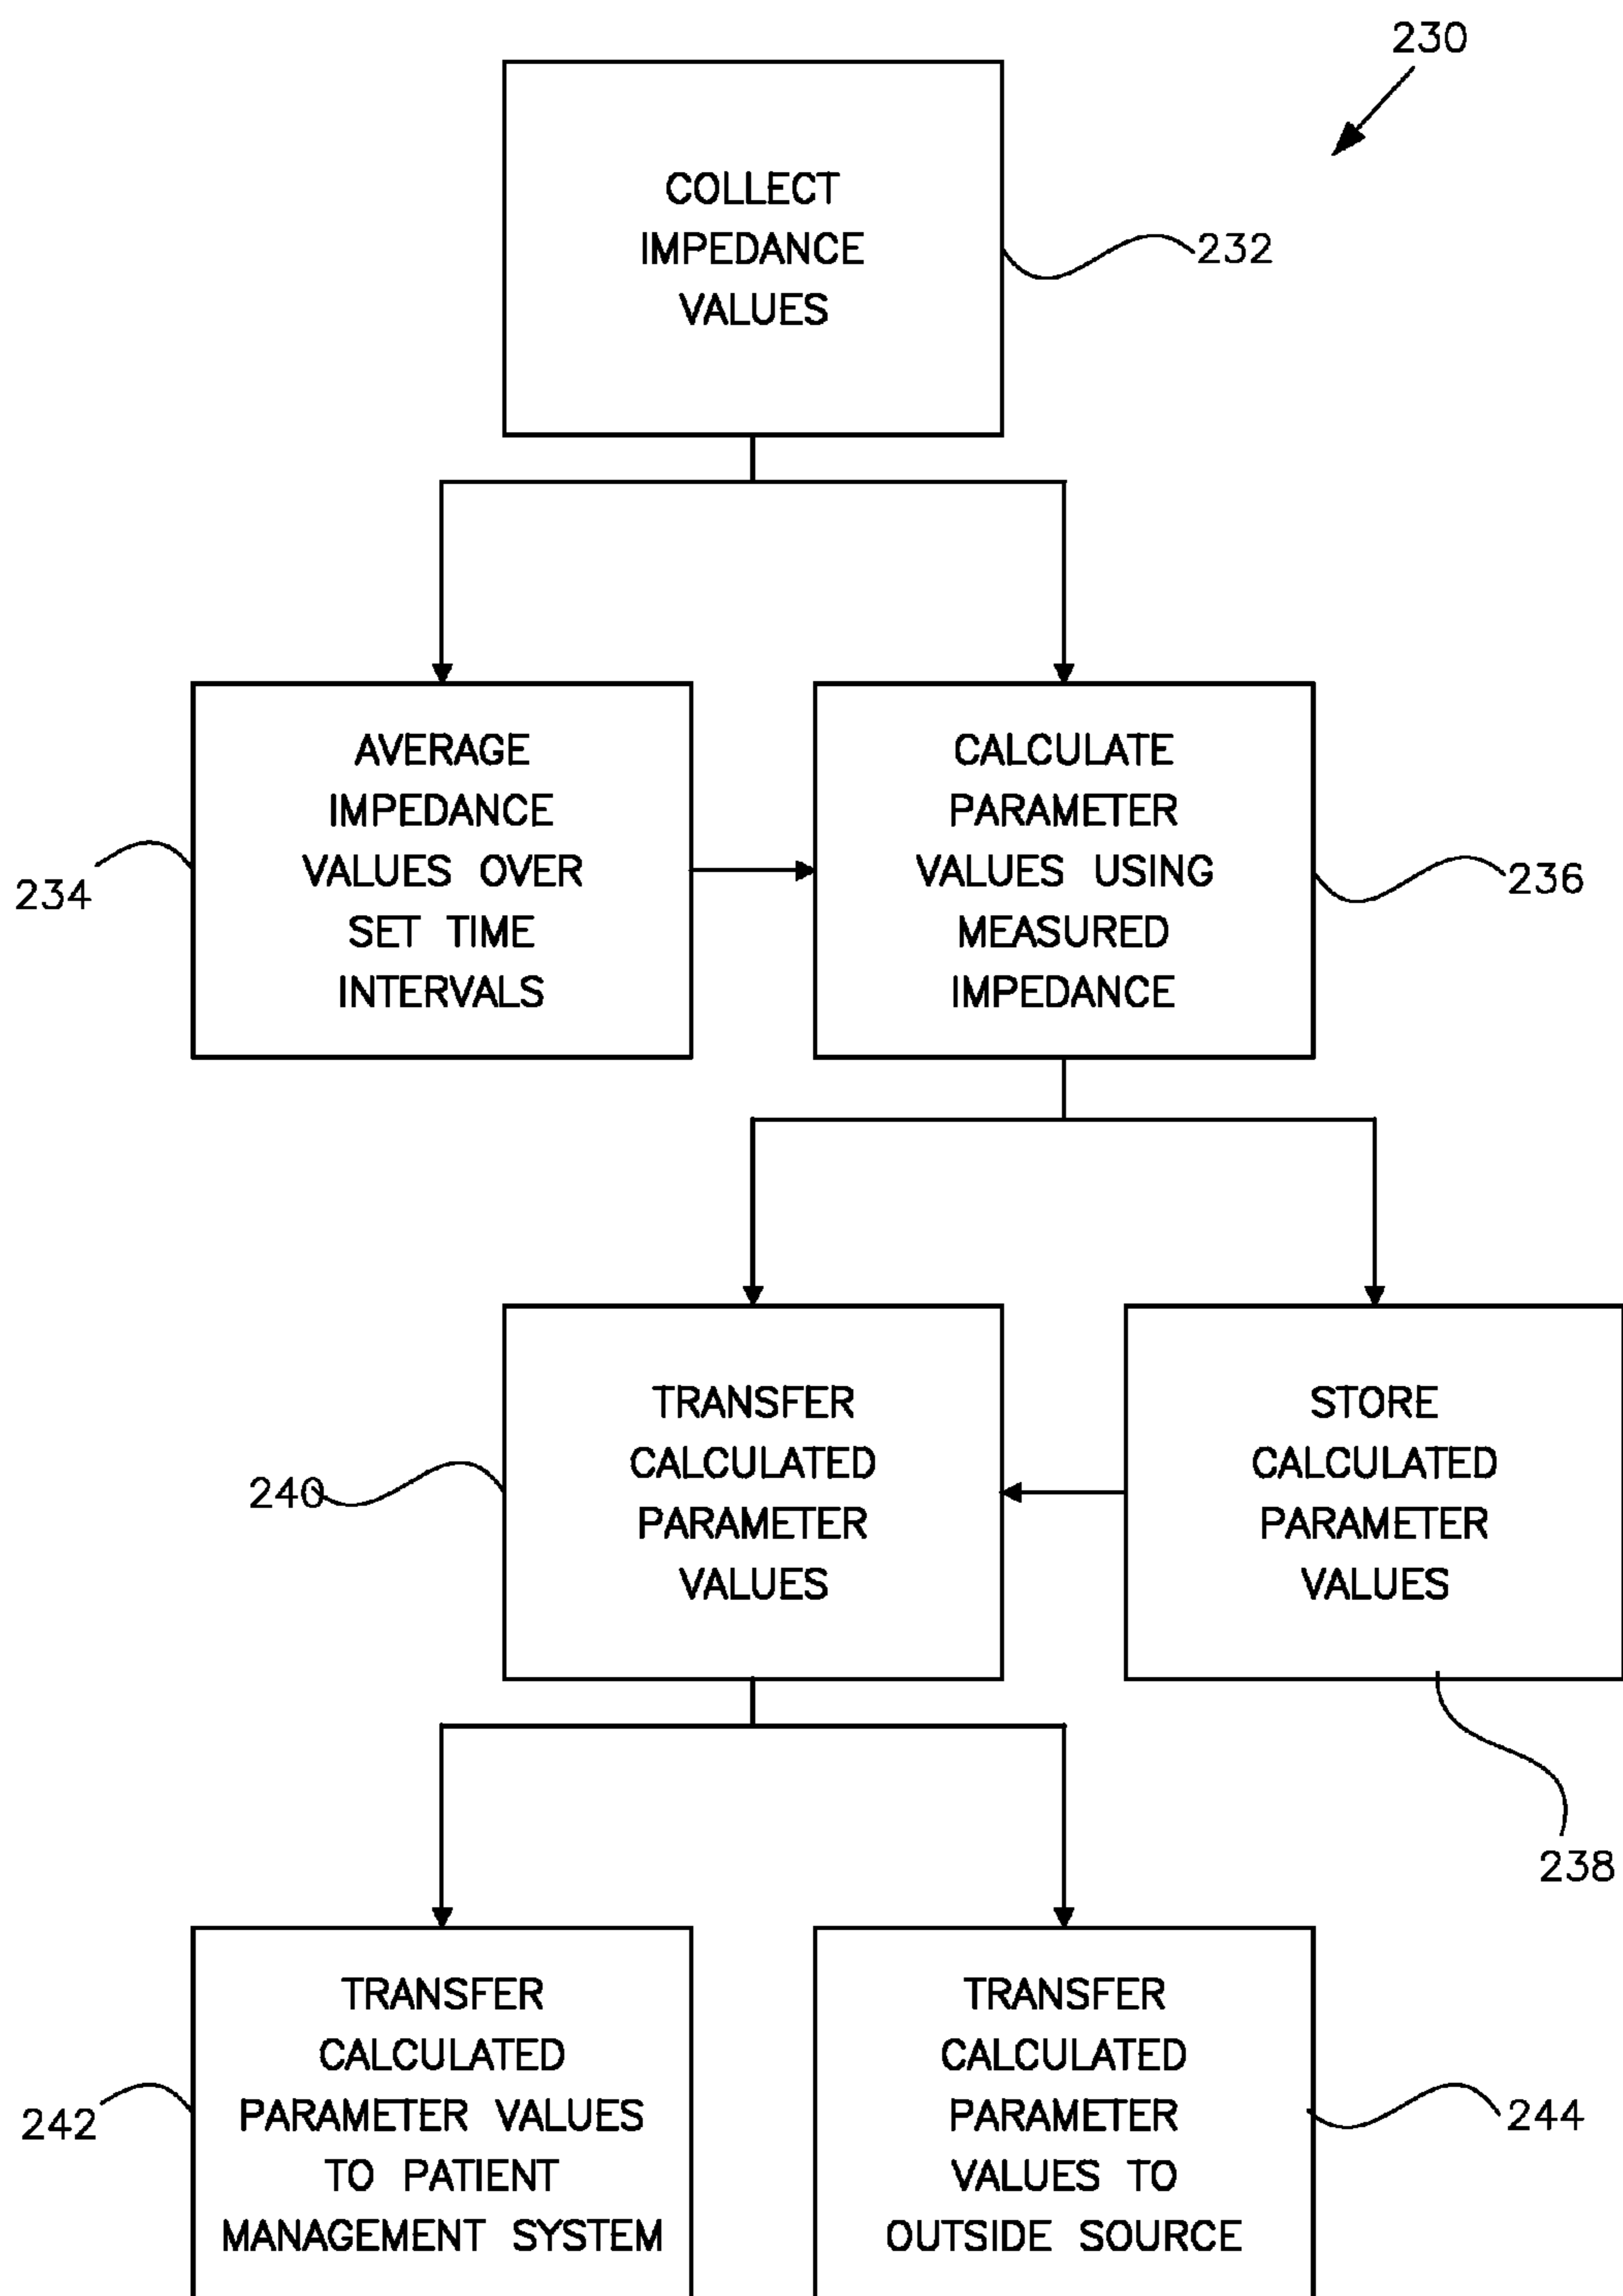 230
COLLECT
IMPEDANCE
VALUES
232
AVERAGE
IMPEDANCE
VALUES OVER
SET TIME
INTERVALS
234
CALCULATE
PARAMETER
VALUES USING
MEASURED
IMPEDANCE
236
TRANSFER
CALCULATED
PARAMETER
VALUES
240
STORE
CALCULATED
PARAMETER
VALUES
238
TRANSFER
CALCULATED
PARAMETER VALUES
TO PATIENT
MANAGEMENT SYSTEM
242
TRANSFER
CALCULATED
PARAMETER
VALUES TO
OUTSIDE SOURCE
244